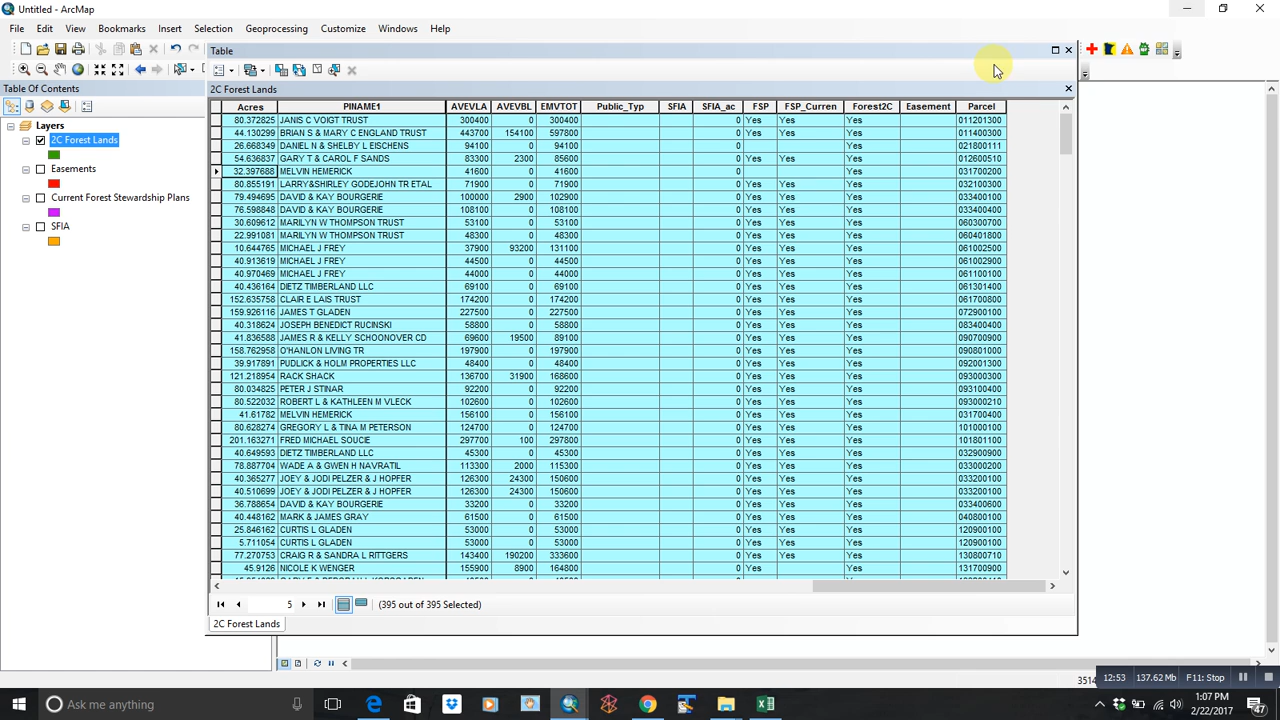 Untitled - ArcMap
File Edit View Bookmarks Insert Selection Geoprocessing Customize Windows Help
Table
Table Of Contents
2C Forest Lands
Layers
2C Forest Lands
Easements
Current Forest Stewardship Plans
SFIA
Acres PINAME1 AVEVLA AVEVBL EMVTOT Public_Typ SFIA SFIA_ac FSP FSP_Curren Forest2C Easement Parcel
80.372825 JANIS C VOIGT TRUST 300400 0 300400 0 Yes Yes Yes 011201300
44.130299 BRIAN S & MARY C ENGLAND TRUST 443700 154100 597800 0 Yes Yes Yes 011400300
26.668349 DANIEL N & SHELBY L EISCHENS 94100 0 94100 0 Yes 021800111
54.636837 GARY T & CAROL F SANDS 83300 2300 85600 0 Yes Yes Yes 012600510
32.397688 MELVIN HEMERICK 41600 0 41600 0 Yes 031700200
80.855191 LARRY&SHIRLEY GODEJOHN TR ETAL 71900 0 71900 0 Yes Yes Yes 032100300
79.494695 DAVID & KAY BOURGERIE 100000 2900 102900 0 Yes Yes Yes 033400100
76.598848 DAVID & KAY BOURGERIE 108100 0 108100 0 Yes Yes Yes 033400400
30.609612 MARILYN W THOMPSON TRUST 53100 0 53100 0 Yes Yes Yes 060300700
22.991081 MARILYN W THOMPSON TRUST 48300 0 48300 0 Yes Yes Yes 060401800
10.644765 MICHAEL J FREY 37900 93200 131100 0 Yes Yes Yes 061002500
40.913619 MICHAEL J FREY 44500 0 44500 0 Yes Yes Yes 061002900
40.970469 MICHAEL J FREY 44000 0 44000 0 Yes Yes Yes 061100100
40.436164 DIETZ TIMBERLAND LLC 69100 0 69100 0 Yes Yes Yes 061301400
152.635758 CLAIR E LAIS TRUST 174200 0 174200 0 Yes Yes Yes 061700800
159.926116 JAMES T GLADEN 227500 0 227500 0 Yes Yes Yes 072900100
40.318624 JOSEPH BENEDICT RUCINSKI 58800 0 58800 0 Yes Yes Yes 083400400
41.836588 JAMES R & KELLY SCHOONOVER CD 69600 19500 89100 0 Yes Yes Yes 090700900
158.762958 O'HANLON LIVING TR 197900 0 197900 0 Yes Yes Yes 090801000
39.917891 PUDLICK & HOLM PROPERTIES LLC 48400 0 48400 0 Yes Yes Yes 092001300
121.218954 RACK SHACK 136700 31900 168600 0 Yes Yes Yes 093000300
80.034825 PETER J STINAR 92200 0 92200 0 Yes Yes Yes 093100400
80.522032 ROBERT L & KATHLEEN M VLECK 102600 0 102600 0 Yes Yes Yes 093000210
41.61782 MELVIN HEMERICK 156100 0 156100 0 Yes Yes Yes 031700400
80.628274 GREGORY L & TINA M PETERSON 124700 0 124700 0 Yes Yes Yes 101000100
201.163271 FRED MICHAEL SOUCIE 297700 100 297800 0 Yes Yes Yes 101801100
40.649593 DIETZ TIMBERLAND LLC 45300 0 45300 0 Yes Yes Yes 032900900
78.887704 WADE A & GWEN H NAVRATIL 113300 2000 115300 0 Yes Yes Yes 033000200
40.365277 JOEY & JODI PELZER & J HOPFER 126300 24300 150600 0 Yes Yes Yes 033200100
40.510699 JOEY & JODI PELZER & J HOPFER 126300 24300 150600 0 Yes Yes Yes 033200100
36.788654 DAVID & KAY BOURGERIE 33200 0 33200 0 Yes Yes Yes 033400600
40.448162 MARK & JAMES GRAY 61500 0 61500 0 Yes Yes Yes 040800100
25.846162 CURTIS L GLADEN 53000 0 53000 0 Yes Yes Yes 120900100
5.711054 CURTIS L GLADEN 53000 0 53000 0 Yes Yes Yes 120900100
77.270753 CRAIG R & SANDRA L RITTGERS 143400 190200 333600 0 Yes Yes Yes 130800710
45.9126 NICOLE K WENGER 155900 8900 164800 0 Yes Yes Yes 131700900
5 (395 out of 395 Selected)
2C Forest Lands
3514
12:53 137.62 Mb F11: Stop
Ask me anything
1:07 PM
2/22/2017
47